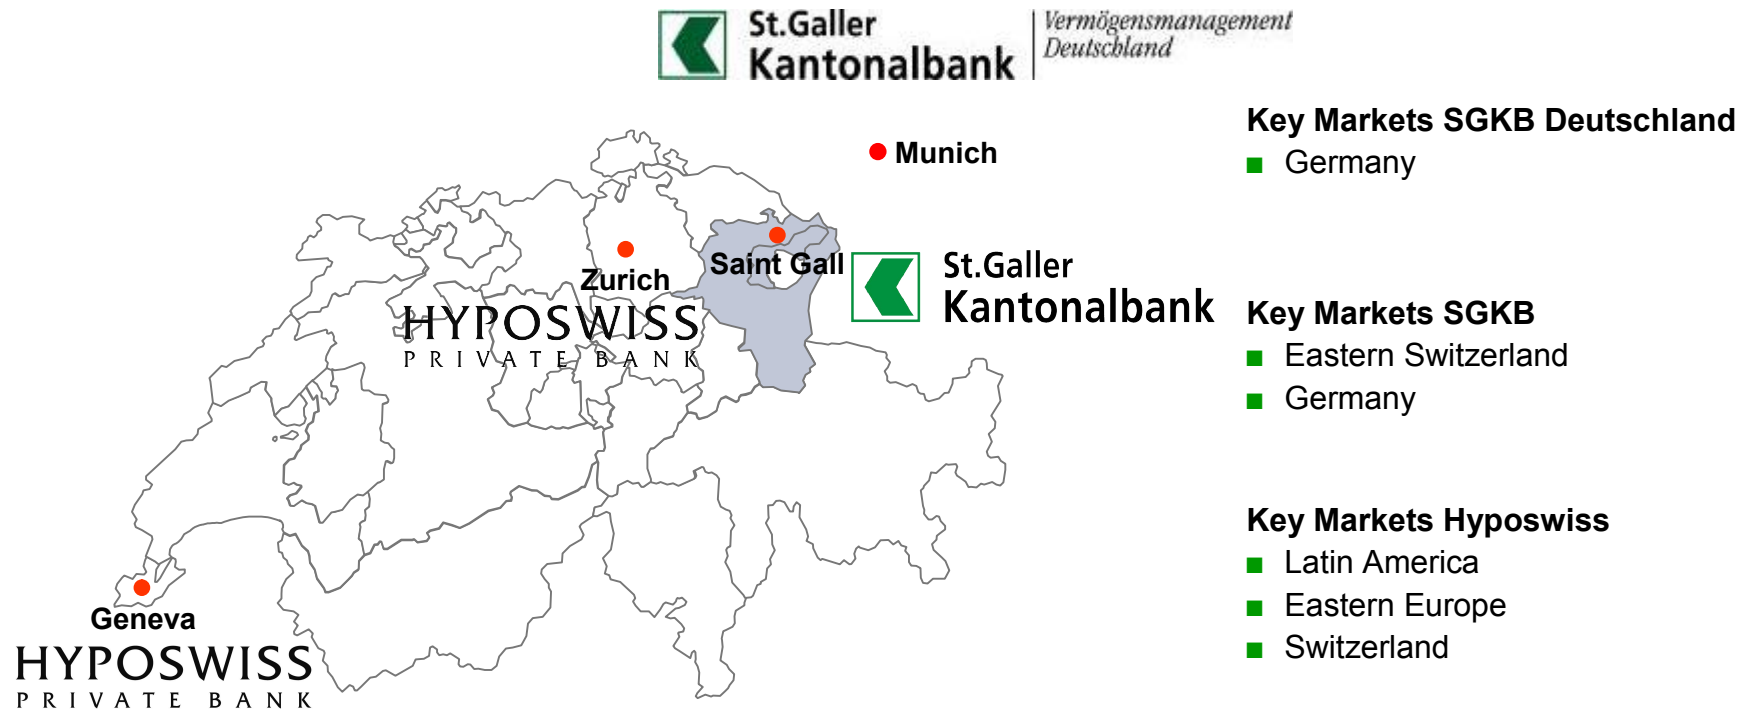 St.Galler
Kantonalbank
Vermögensmanagement
Deutschland
Munich
Zurich
HYPOSWISS
PRIVATE BANK
Saint Gall
St.Galler
Kantonalbank
Geneva
HYPOSWISS
PRIVATE BANK
Key Markets SGKB Deutschland
Germany
Key Markets SGKB
Eastern Switzerland
Germany
Key Markets Hyposwiss
Latin America
Eastern Europe
Switzerland